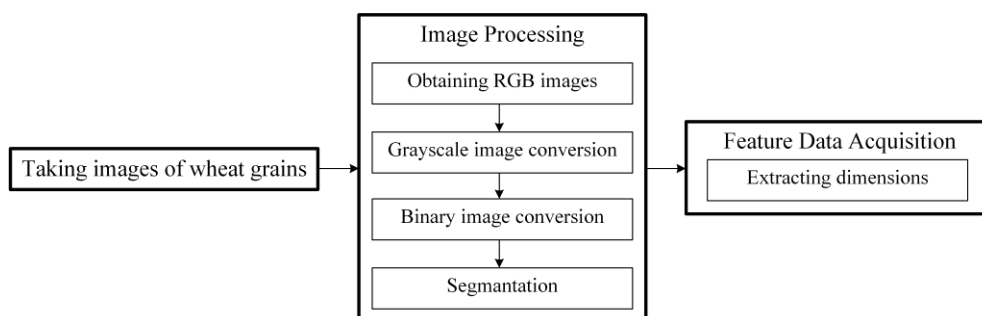 Taking images of wheat grains
Image Processing
Obtaining RGB images
Grayscale image conversion
Binary image conversion
Segmantation
Feature Data Acquisition
Extracting dimensions